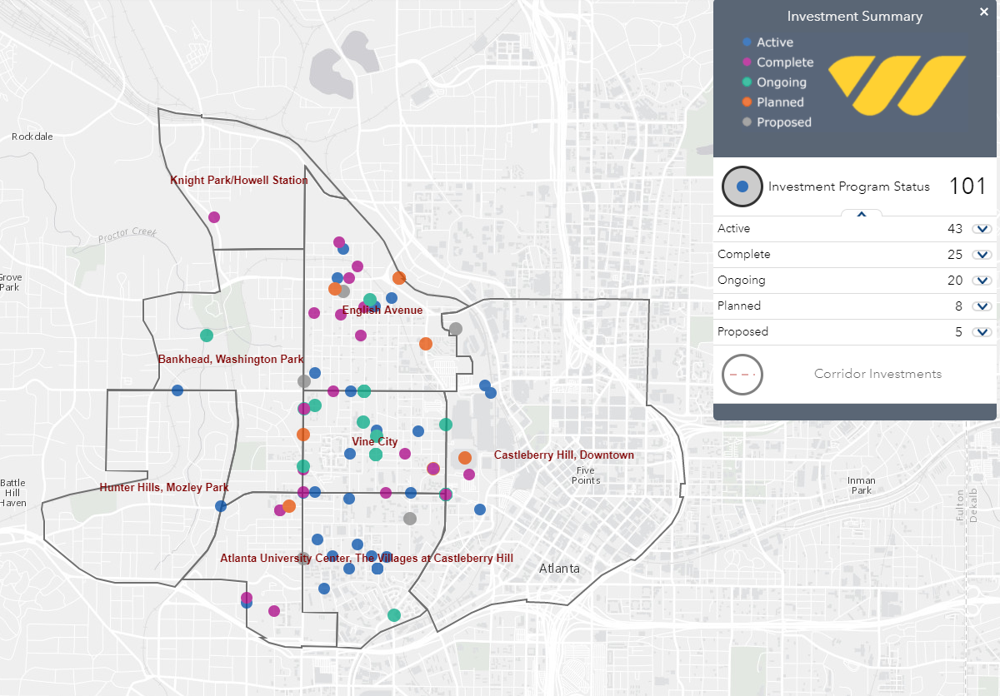 Investment Summary
Active
Complete
Ongoing
Planned
Proposed
Investment Program Status 101
Active 43
Complete 25
Ongoing 20
Planned 8
Proposed 5
Corridor Investments
Rockdale
Knight Park/Howell Station
Proctor Creek
Grove
Park
English Avenue
Bankhead, Washington Park
Vine City
Castleberry Hill, Downtown
Five
Points
Battle
Hill
Haven
Hunter Hills, Mozley Park
Inman
Park
Fulton
Dekalb
Atlanta University Center, The Villages at Castleberry Hill
Atlanta